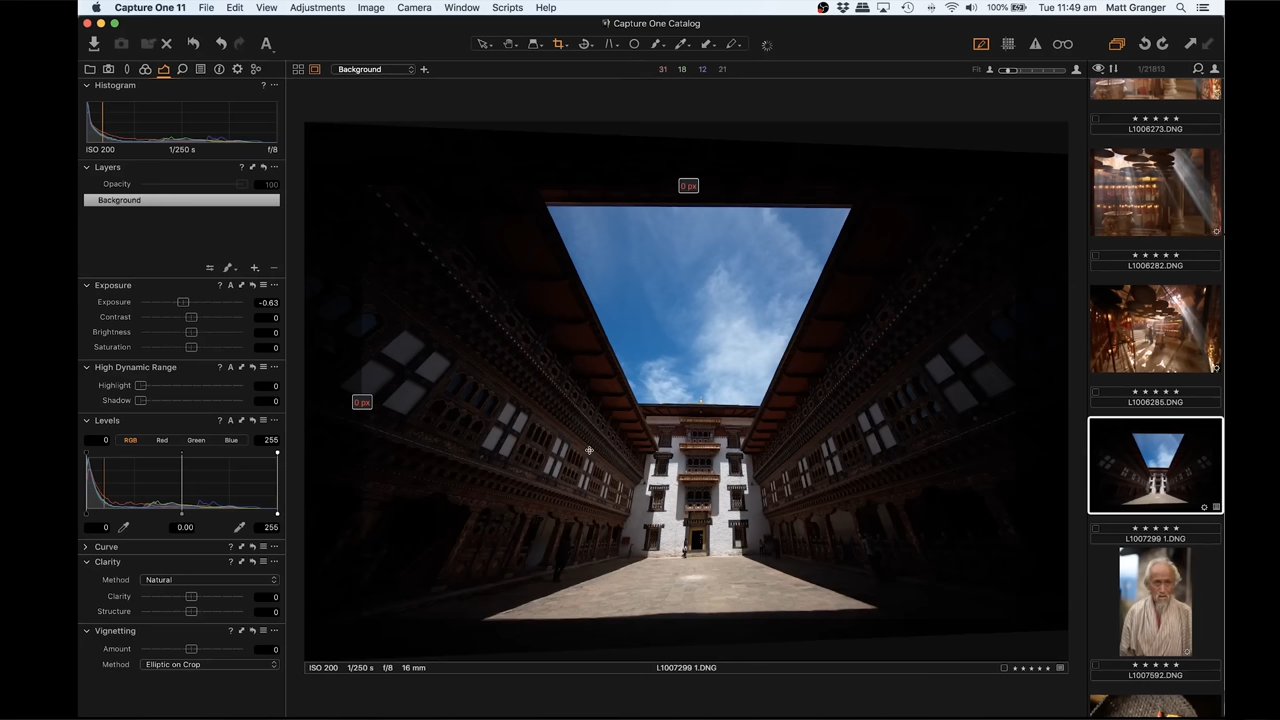 Capture One 11 File Edit View Adjustments Image Camera Window Scripts Help 100% Tue 11:49 am Matt Granger
Capture One Catalog
A
Background 31 18 12 21 Fit 1/21813
Histogram ?
ISO 200 1/250 s f/8
Layers ?
Opacity 100
Background
Exposure ? A
Exposure -0.63
Contrast 0
Brightness 0
Saturation 0
High Dynamic Range ? A
Highlight 0
Shadow 0
Levels ? A
0 RGB Red Green Blue 256
0 0.00 255
Curve ? A
Clarity ?
Method Natural
Clarity 0
Structure 0
Vignetting ?
Amount 0
Method Elliptic on Crop
0 px
0 px
ISO 200 1/250 s f/8 16 mm L1007299 1.DNG
L1006273.DNG
L1006282.DNG
L1006285.DNG
L1007299 1.DNG
L1007592.DNG